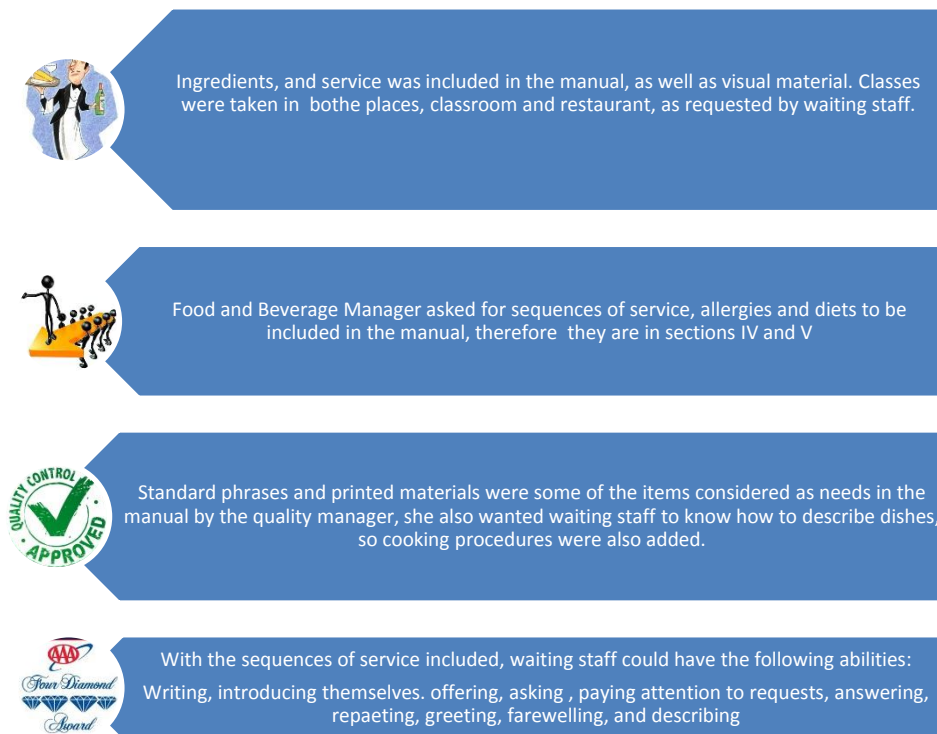 Ingredients, and service was included in the manual, as well as visual material. Classes
were taken in bothe places, classroom and restaurant, as requested by waiting staff.
Food and Beverage Manager asked for sequences of service, allergies and diets to be
included in the manual, therefore they are in sections IV and V
QUALITY CONTROL
APPROVED
Standard phrases and printed materials were some of the items considered as needs in the
manual by the quality manager, she also wanted waiting staff to know how to describe dishes,
so cooking procedures were also added.
AAA
Four Diamond
Award
With the sequences of service included, waiting staff could have the following abilities:
Writing, introducing themselves. offering, asking , paying attention to requests, answering,
repaeting, greeting, farewelling, and describing